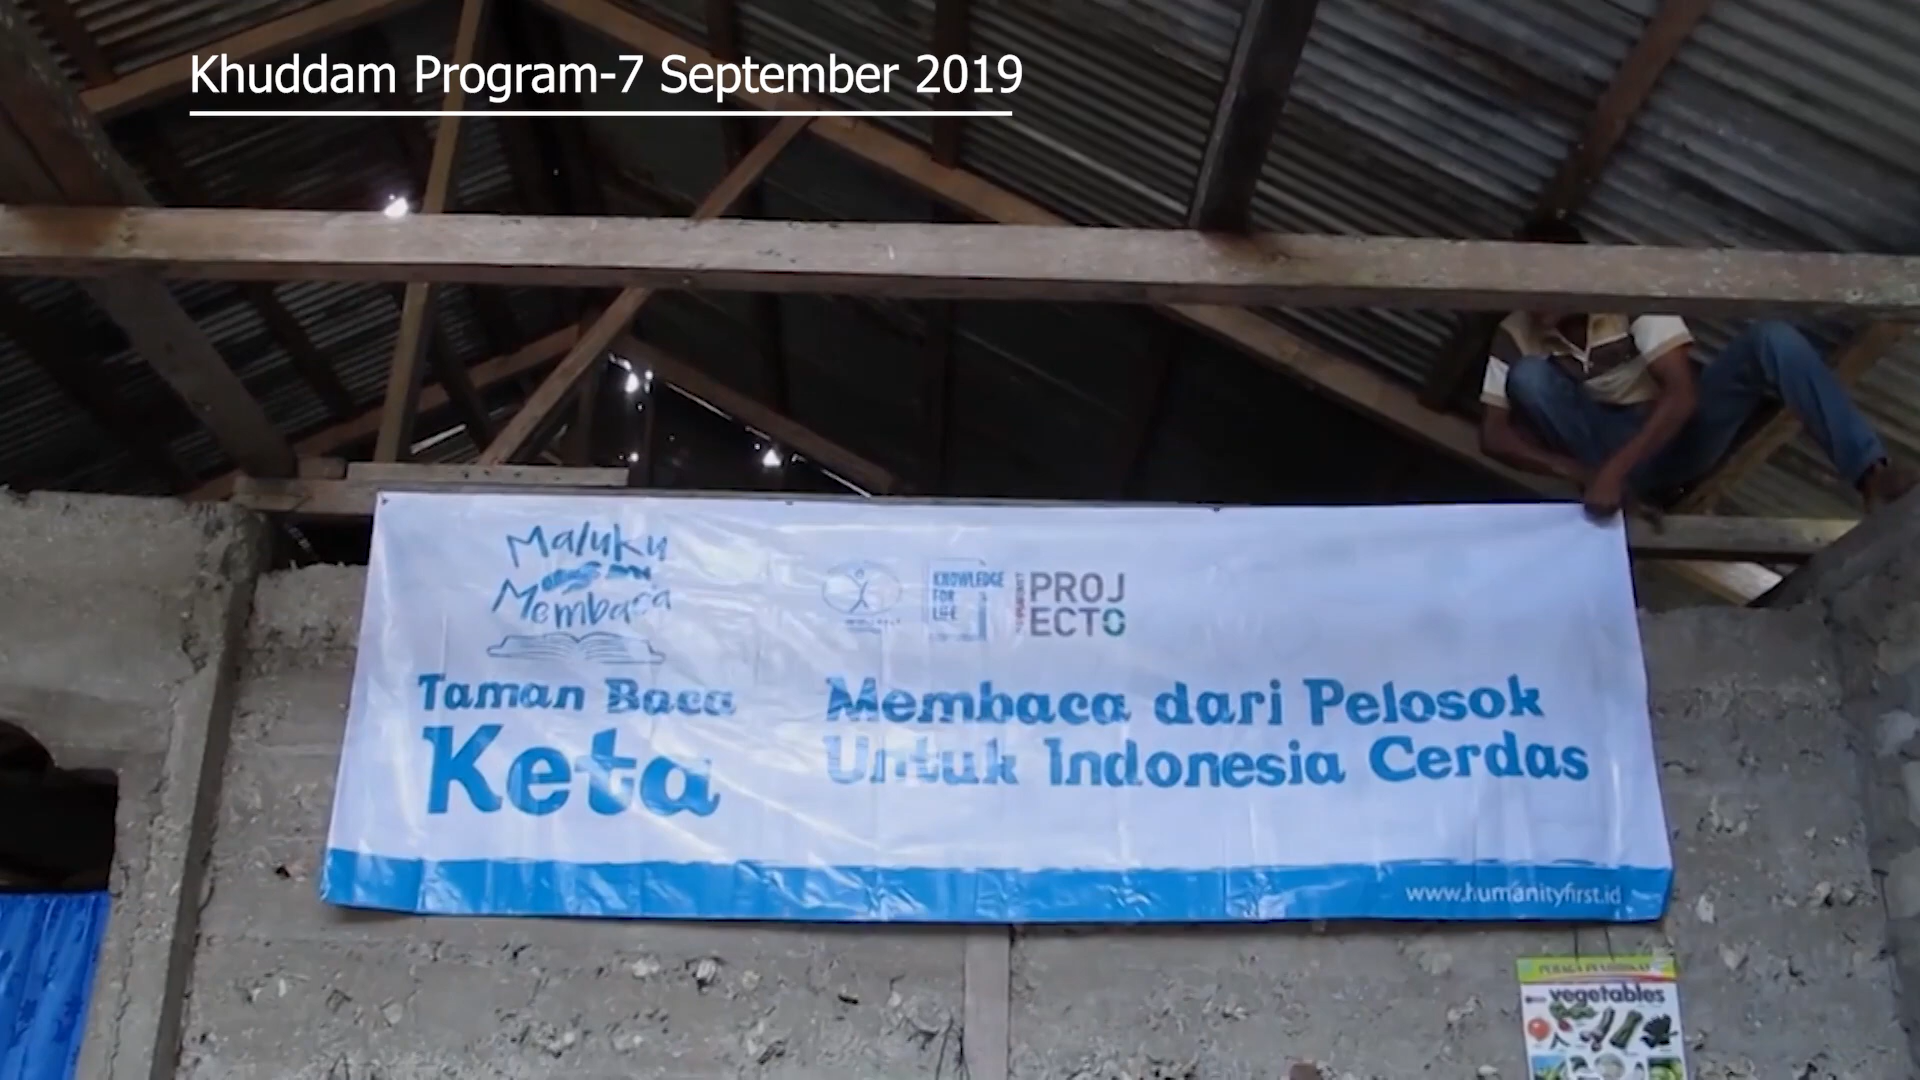 Khuddam Program-7 September 2019
Maluku
Membaca
KNOWLEDGE
FOR
LIFE
PROJ
ECTO
Taman Baca
Keta
Membaca dari Pelosok
Untuk Indonesia Cerdas
www.humanityfirst.id
vegetables